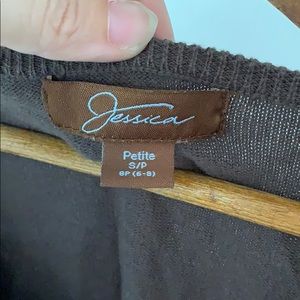 Jessica
Petite
S/P
6P (6-8)